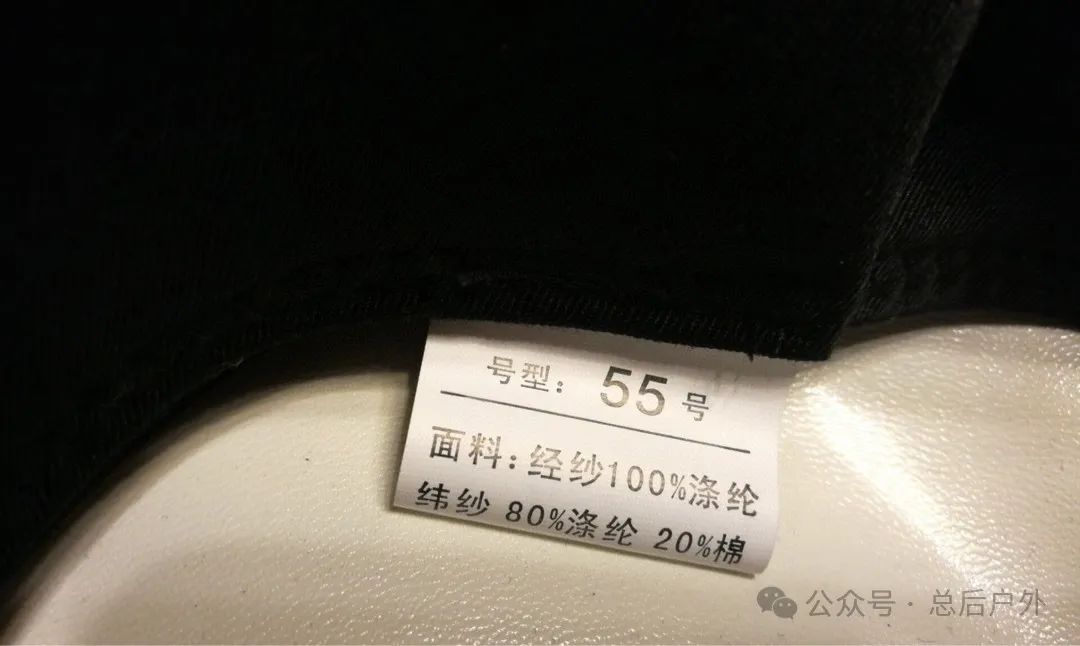 号型：55号
面料：经纱100%涤纶
纬纱 80%涤纶 20%棉
公众号·总后户外